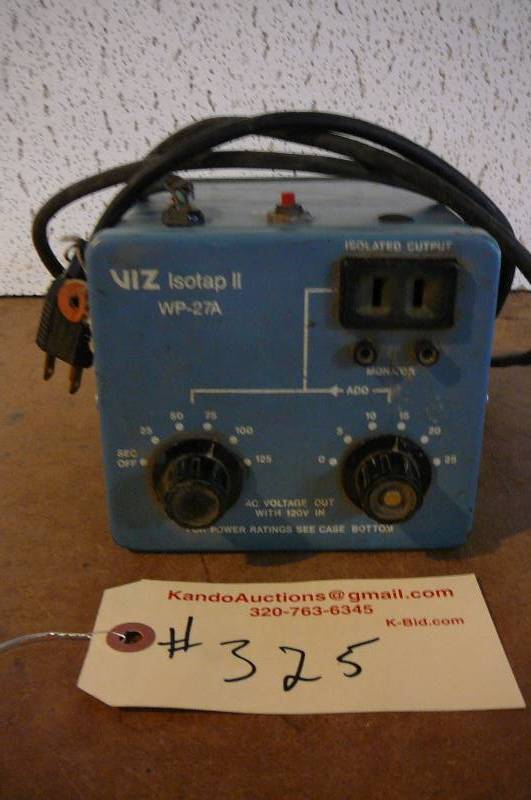 ISOLATED OUTPUT
VIZ Isotap II
WP-27A
MONITOR
ADD
SEC OFF 25 50 75 100 125
0 5 10 15 20 25
AC VOLTAGE OUT
WITH 120V IN
FOR POWER RATINGS SEE CASE BOTTOM
KandoAuctions@gmail.com
320-763-6345
K-Bid.com
#325